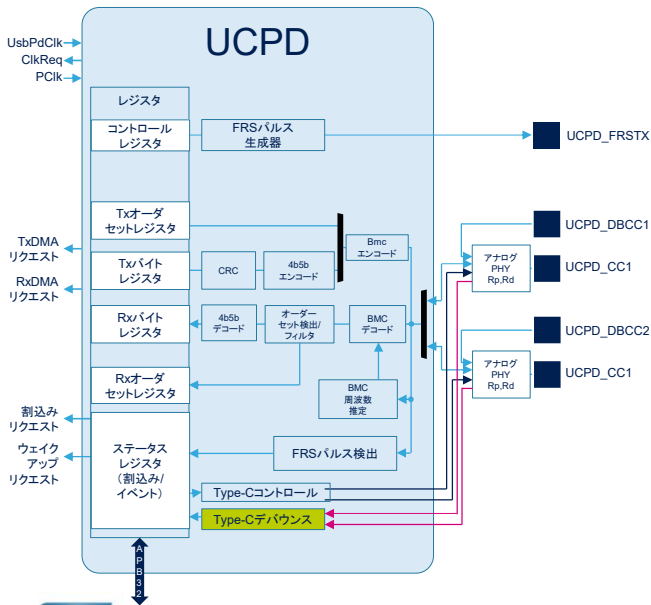 UCPD
UsbPdClk
ClkReq
PClk
レジスタ
コントロール
レジスタ
FRSパルス
生成器
UCPD_FRSTX
Txオーダ
セットレジスタ
TxDMA
リクエスト
Bmc
エンコード
UCPD_DBCC1
Txバイト
レジスタ
CRC
4b5b
エンコード
アナログ
PHY
Rp,Rd
UCPD_CC1
RxDMA
リクエスト
Rxバイト
レジスタ
4b5b
デコード
オーダー
セット検出/
フィルタ
BMC
デコード
UCPD_DBCC2
Rxオーダ
セットレジスタ
BMC
周波数
推定
アナログ
PHY
Rp,Rd
UCPD_CC1
割込み
リクエスト
ウェイク
アップ
リクエスト
ステータス
レジスタ
(割込み/
イベント)
FRSパルス検出
Type-Cコントロール
Type-Cデバウンス
APB32